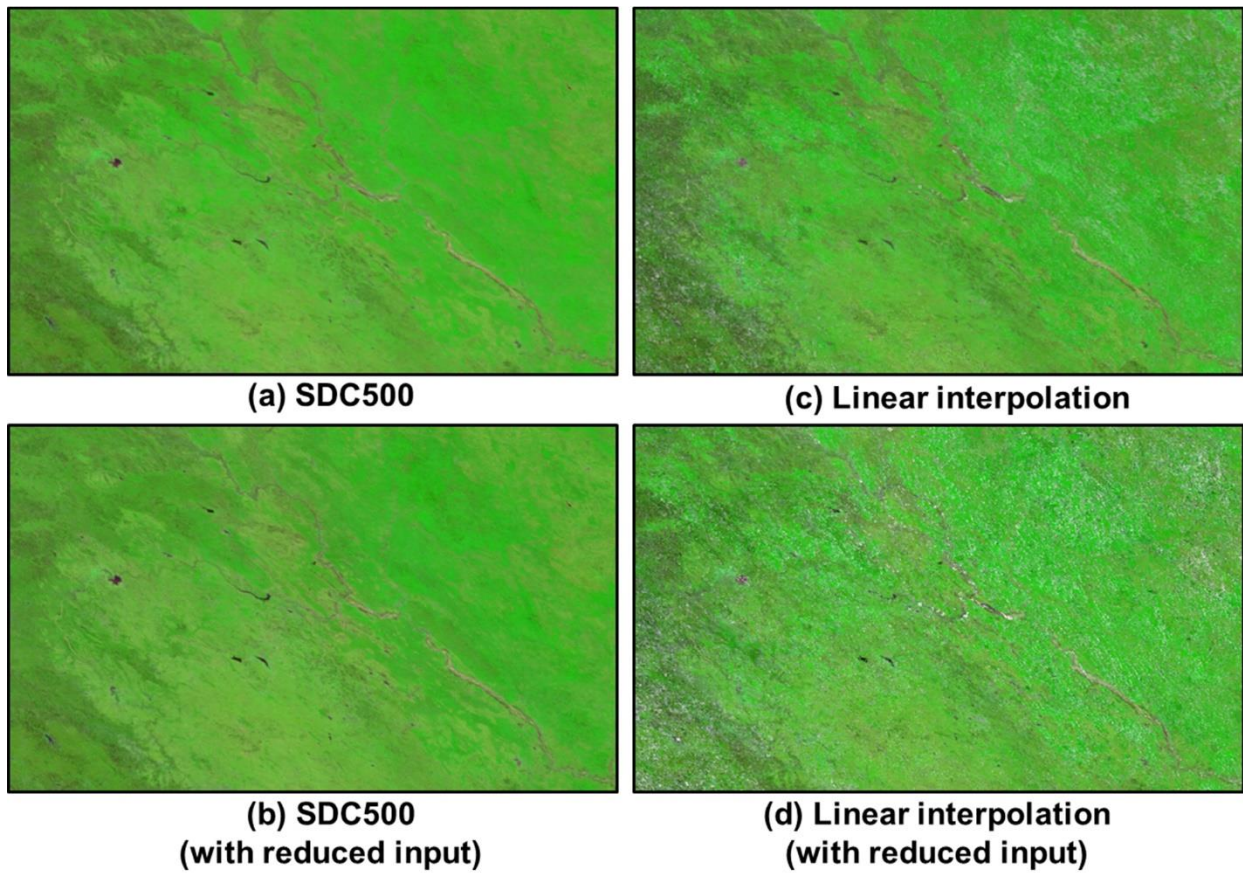 (a) SDC500
(c) Linear interpolation
(b) SDC500
(with reduced input)
(d) Linear interpolation
(with reduced input)